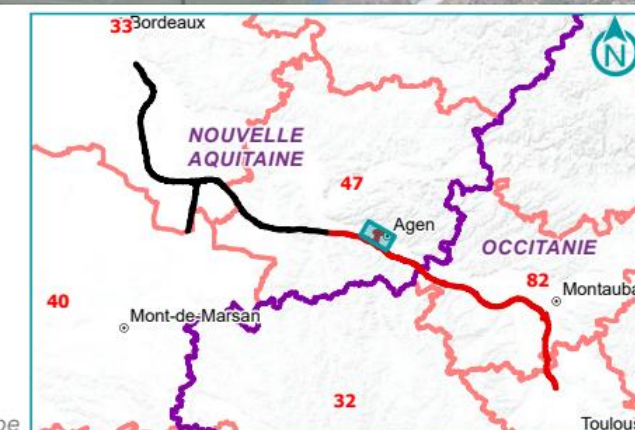 33
Bordeaux
N
NOUVELLE
AQUITAINE
47
Agen
OCCITANIE
82
Montauba
40
Mont-de-Marsan
32
Toulous